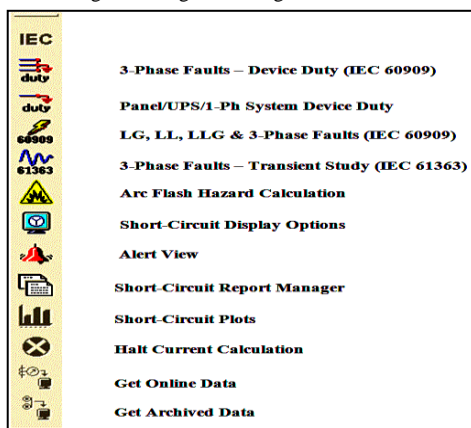 IEC
duty
3-Phase Faults – Device Duty (IEC 60909)
duty
Panel/UPS/1-Ph System Device Duty
60909
LG, LL, LLG & 3-Phase Faults (IEC 60909)
61363
3-Phase Faults – Transient Study (IEC 61363)
Arc Flash Hazard Calculation
Short-Circuit Display Options
Alert View
Short-Circuit Report Manager
Short-Circuit Plots
Halt Current Calculation
Get Online Data
Get Archived Data